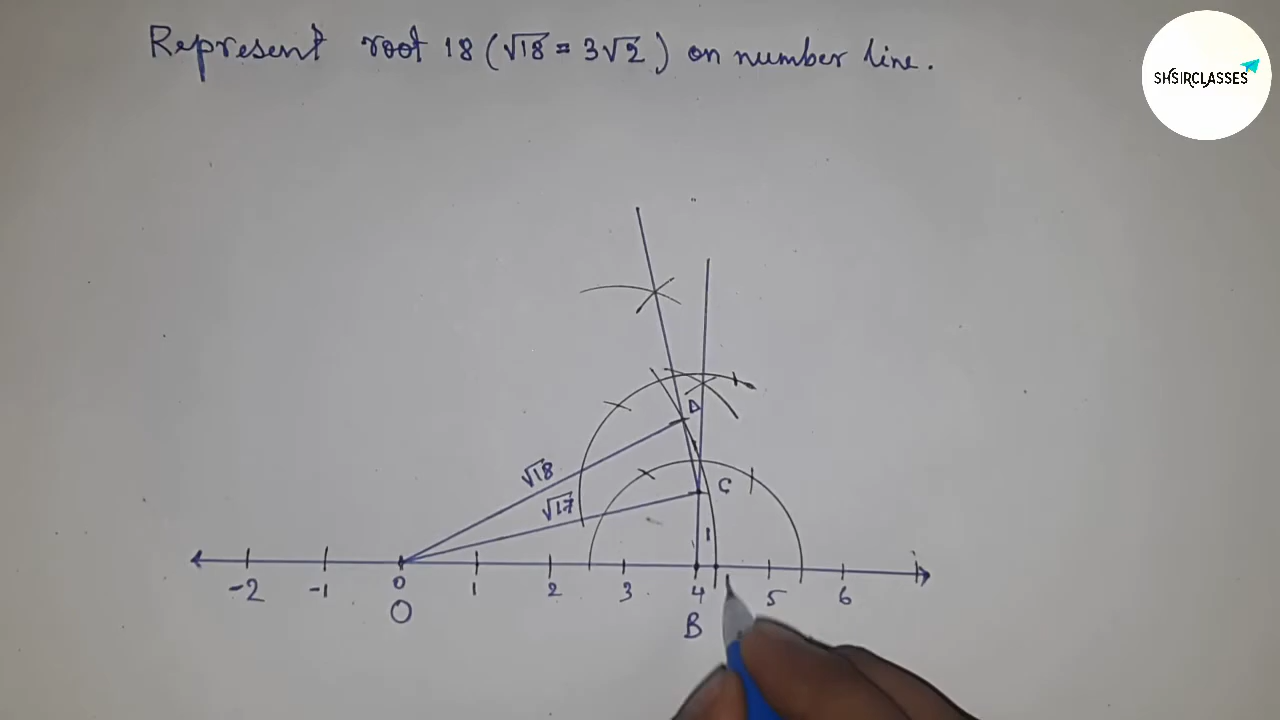 Represent root 18 (√18 = 3√2) on number line.
SHSIRCLASSES
D
√18
C
√17
1
-2 -1 0 1 2 3 4 5 6
O B